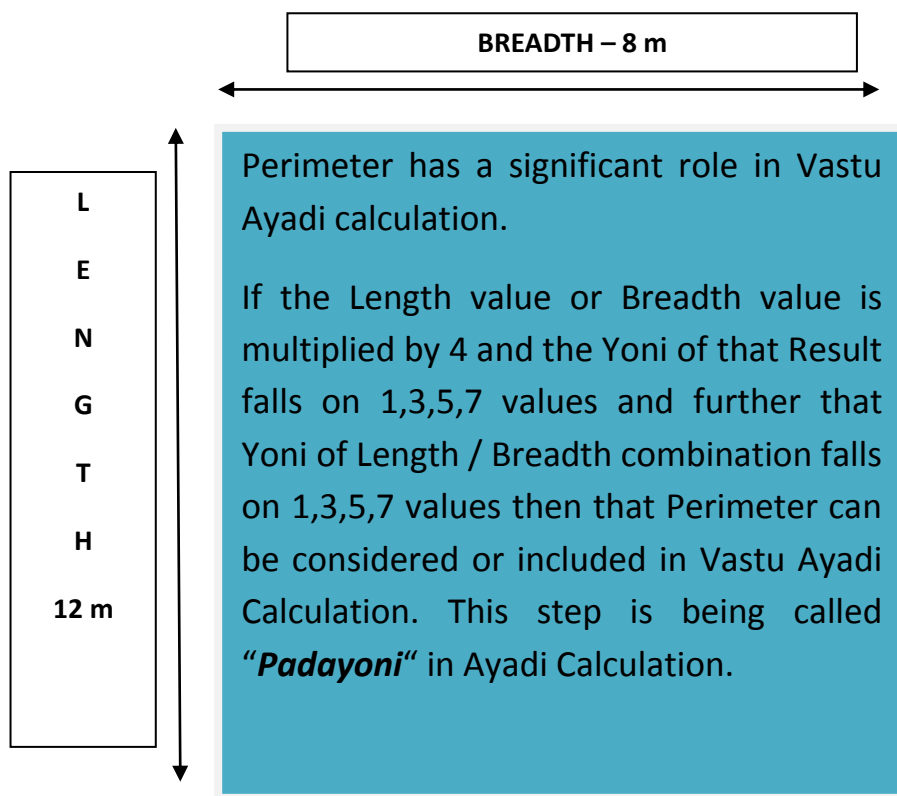 BREADTH – 8 m
L
E
N
G
T
H
12 m
Perimeter has a significant role in Vastu
Ayadi calculation.
If the Length value or Breadth value is
multiplied by 4 and the Yoni of that Result
falls on 1,3,5,7 values and further that
Yoni of Length / Breadth combination falls
on 1,3,5,7 values then that Perimeter can
be considered or included in Vastu Ayadi
Calculation. This step is being called
“Padayoni“ in Ayadi Calculation.